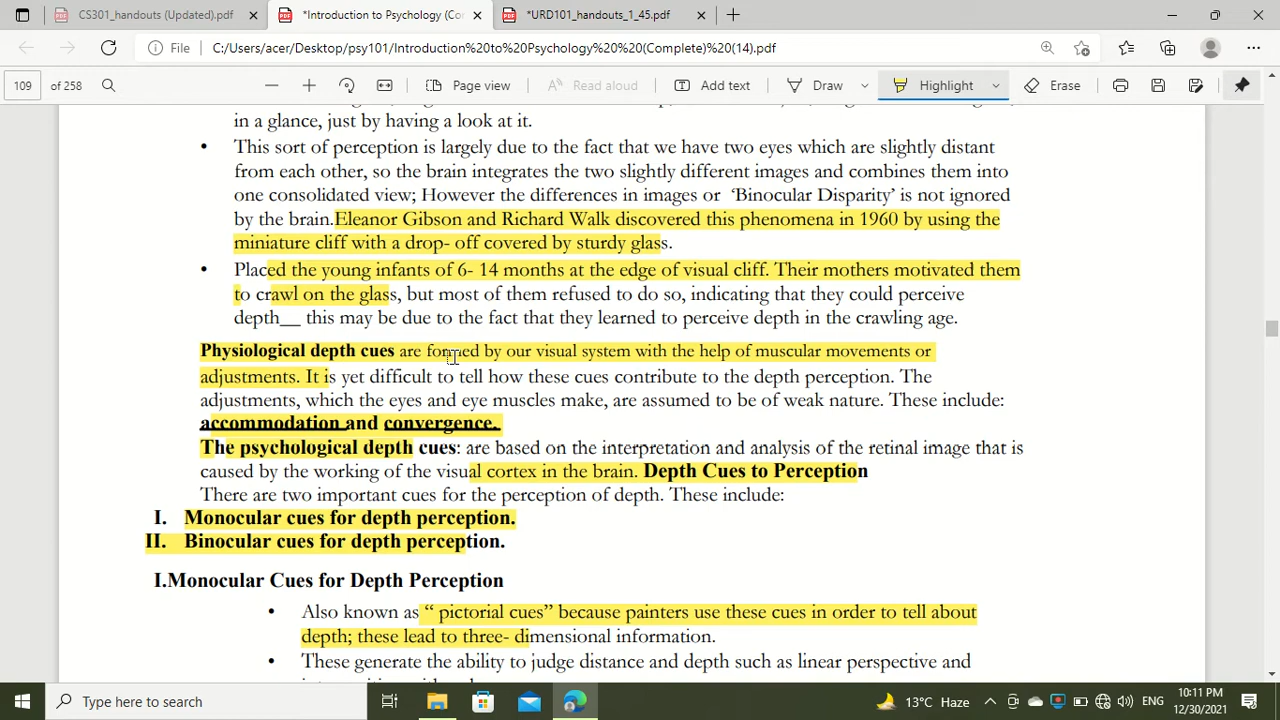 CS301_handouts (Updated).pdf
*Introduction to Psychology (Co
*URD101_handouts_1_45.pdf
File
C:/Users/acer/Desktop/psy101/Introduction%20to%20Psychology%20%20(Complete)%20(14).pdf
109 of 258
Page view
Read aloud
Add text
Draw
Highlight
Erase
in a glance, just by having a look at it.
• This sort of perception is largely due to the fact that we have two eyes which are slightly distant
from each other, so the brain integrates the two slightly different images and combines them into
one consolidated view; However the differences in images or ‘Binocular Disparity’ is not ignored
by the brain.Eleanor Gibson and Richard Walk discovered this phenomena in 1960 by using the
miniature cliff with a drop- off covered by sturdy glass.
• Placed the young infants of 6- 14 months at the edge of visual cliff. Their mothers motivated them
to crawl on the glass, but most of them refused to do so, indicating that they could perceive
depth__ this may be due to the fact that they learned to perceive depth in the crawling age.
Physiological depth cues are formed by our visual system with the help of muscular movements or
adjustments. It is yet difficult to tell how these cues contribute to the depth perception. The
adjustments, which the eyes and eye muscles make, are assumed to be of weak nature. These include:
accommodation and convergence.
The psychological depth cues: are based on the interpretation and analysis of the retinal image that is
caused by the working of the visual cortex in the brain. Depth Cues to Perception
There are two important cues for the perception of depth. These include:
I. Monocular cues for depth perception.
II. Binocular cues for depth perception.
I.Monocular Cues for Depth Perception
• Also known as “ pictorial cues” because painters use these cues in order to tell about
depth; these lead to three- dimensional information.
• These generate the ability to judge distance and depth such as linear perspective and
Type here to search
13°C Haze
ENG
10:11 PM
12/30/2021